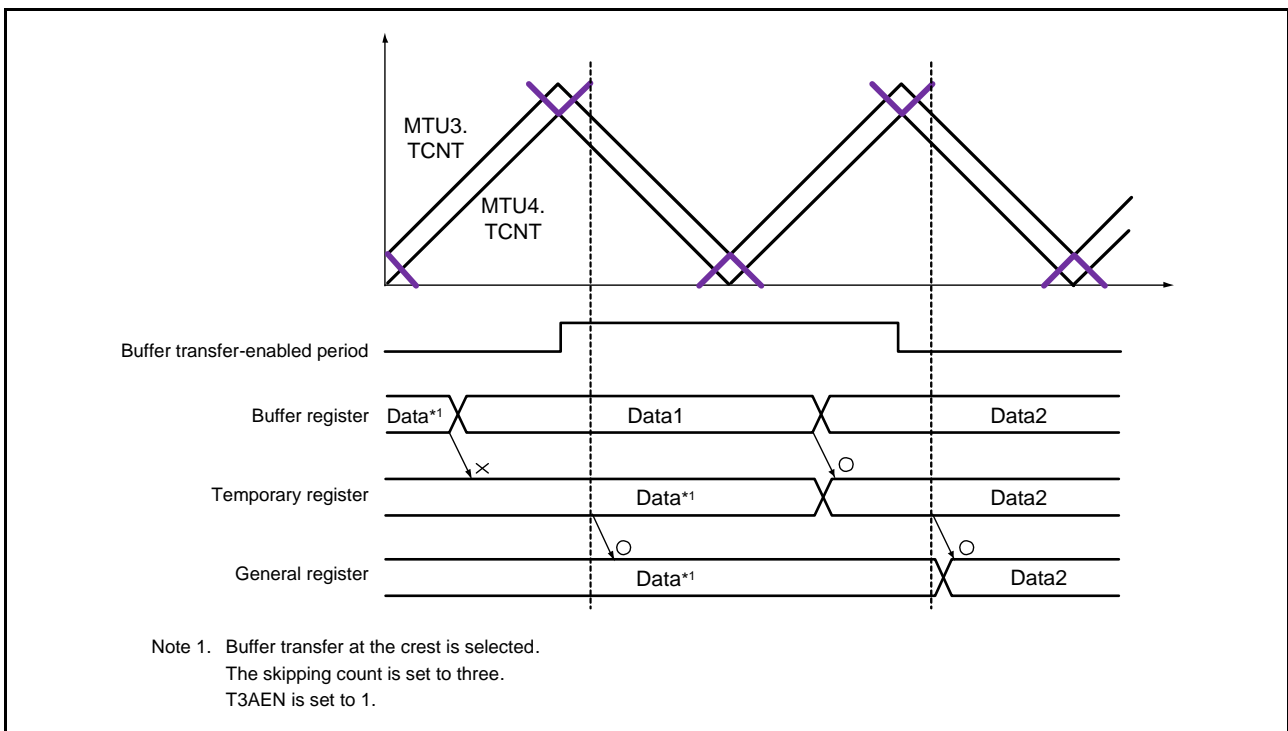 MTU3.
TCNT
MTU4.
TCNT
Buffer transfer-enabled period
Buffer register
Data*1
Data1
Data2
Temporary register
Data*1
Data2
General register
Data*1
Data2
Note 1. Buffer transfer at the crest is selected.
The skipping count is set to three.
T3AEN is set to 1.